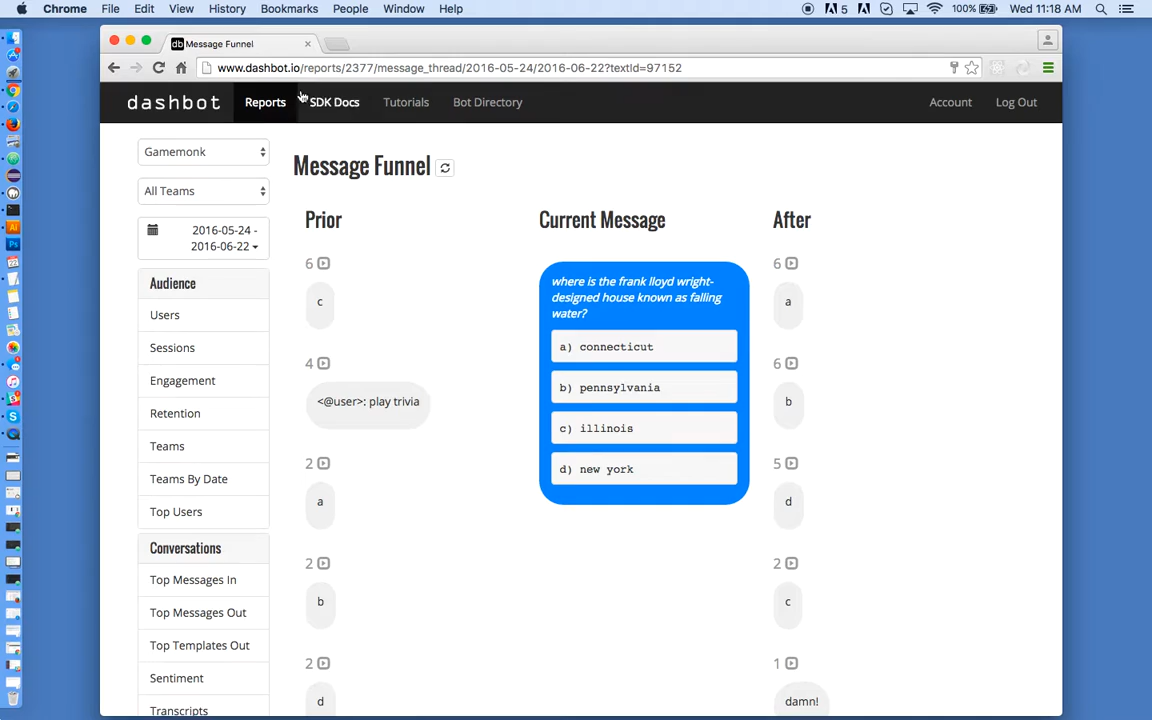 Chrome File Edit View History Bookmarks People Window Help 5 100% Wed 11:18 AM
db Message Funnel
www.dashbot.io/reports/2377/message_thread/2016-05-24/2016-06-22?textId=97152
dashbot Reports SDK Docs Tutorials Bot Directory Account Log Out
Gamemonk
All Teams
2016-05-24 -
2016-06-22
Audience
Users
Sessions
Engagement
Retention
Teams
Teams By Date
Top Users
Conversations
Top Messages In
Top Messages Out
Top Templates Out
Sentiment
Transcripts
Message Funnel
Prior
6
c
4
<@user>: play trivia
2
a
2
b
2
d
Current Message
where is the frank lloyd wright-
designed house known as falling
water?
a) connecticut
b) pennsylvania
c) illinois
d) new york
After
6
a
6
b
5
d
2
c
1
damn!